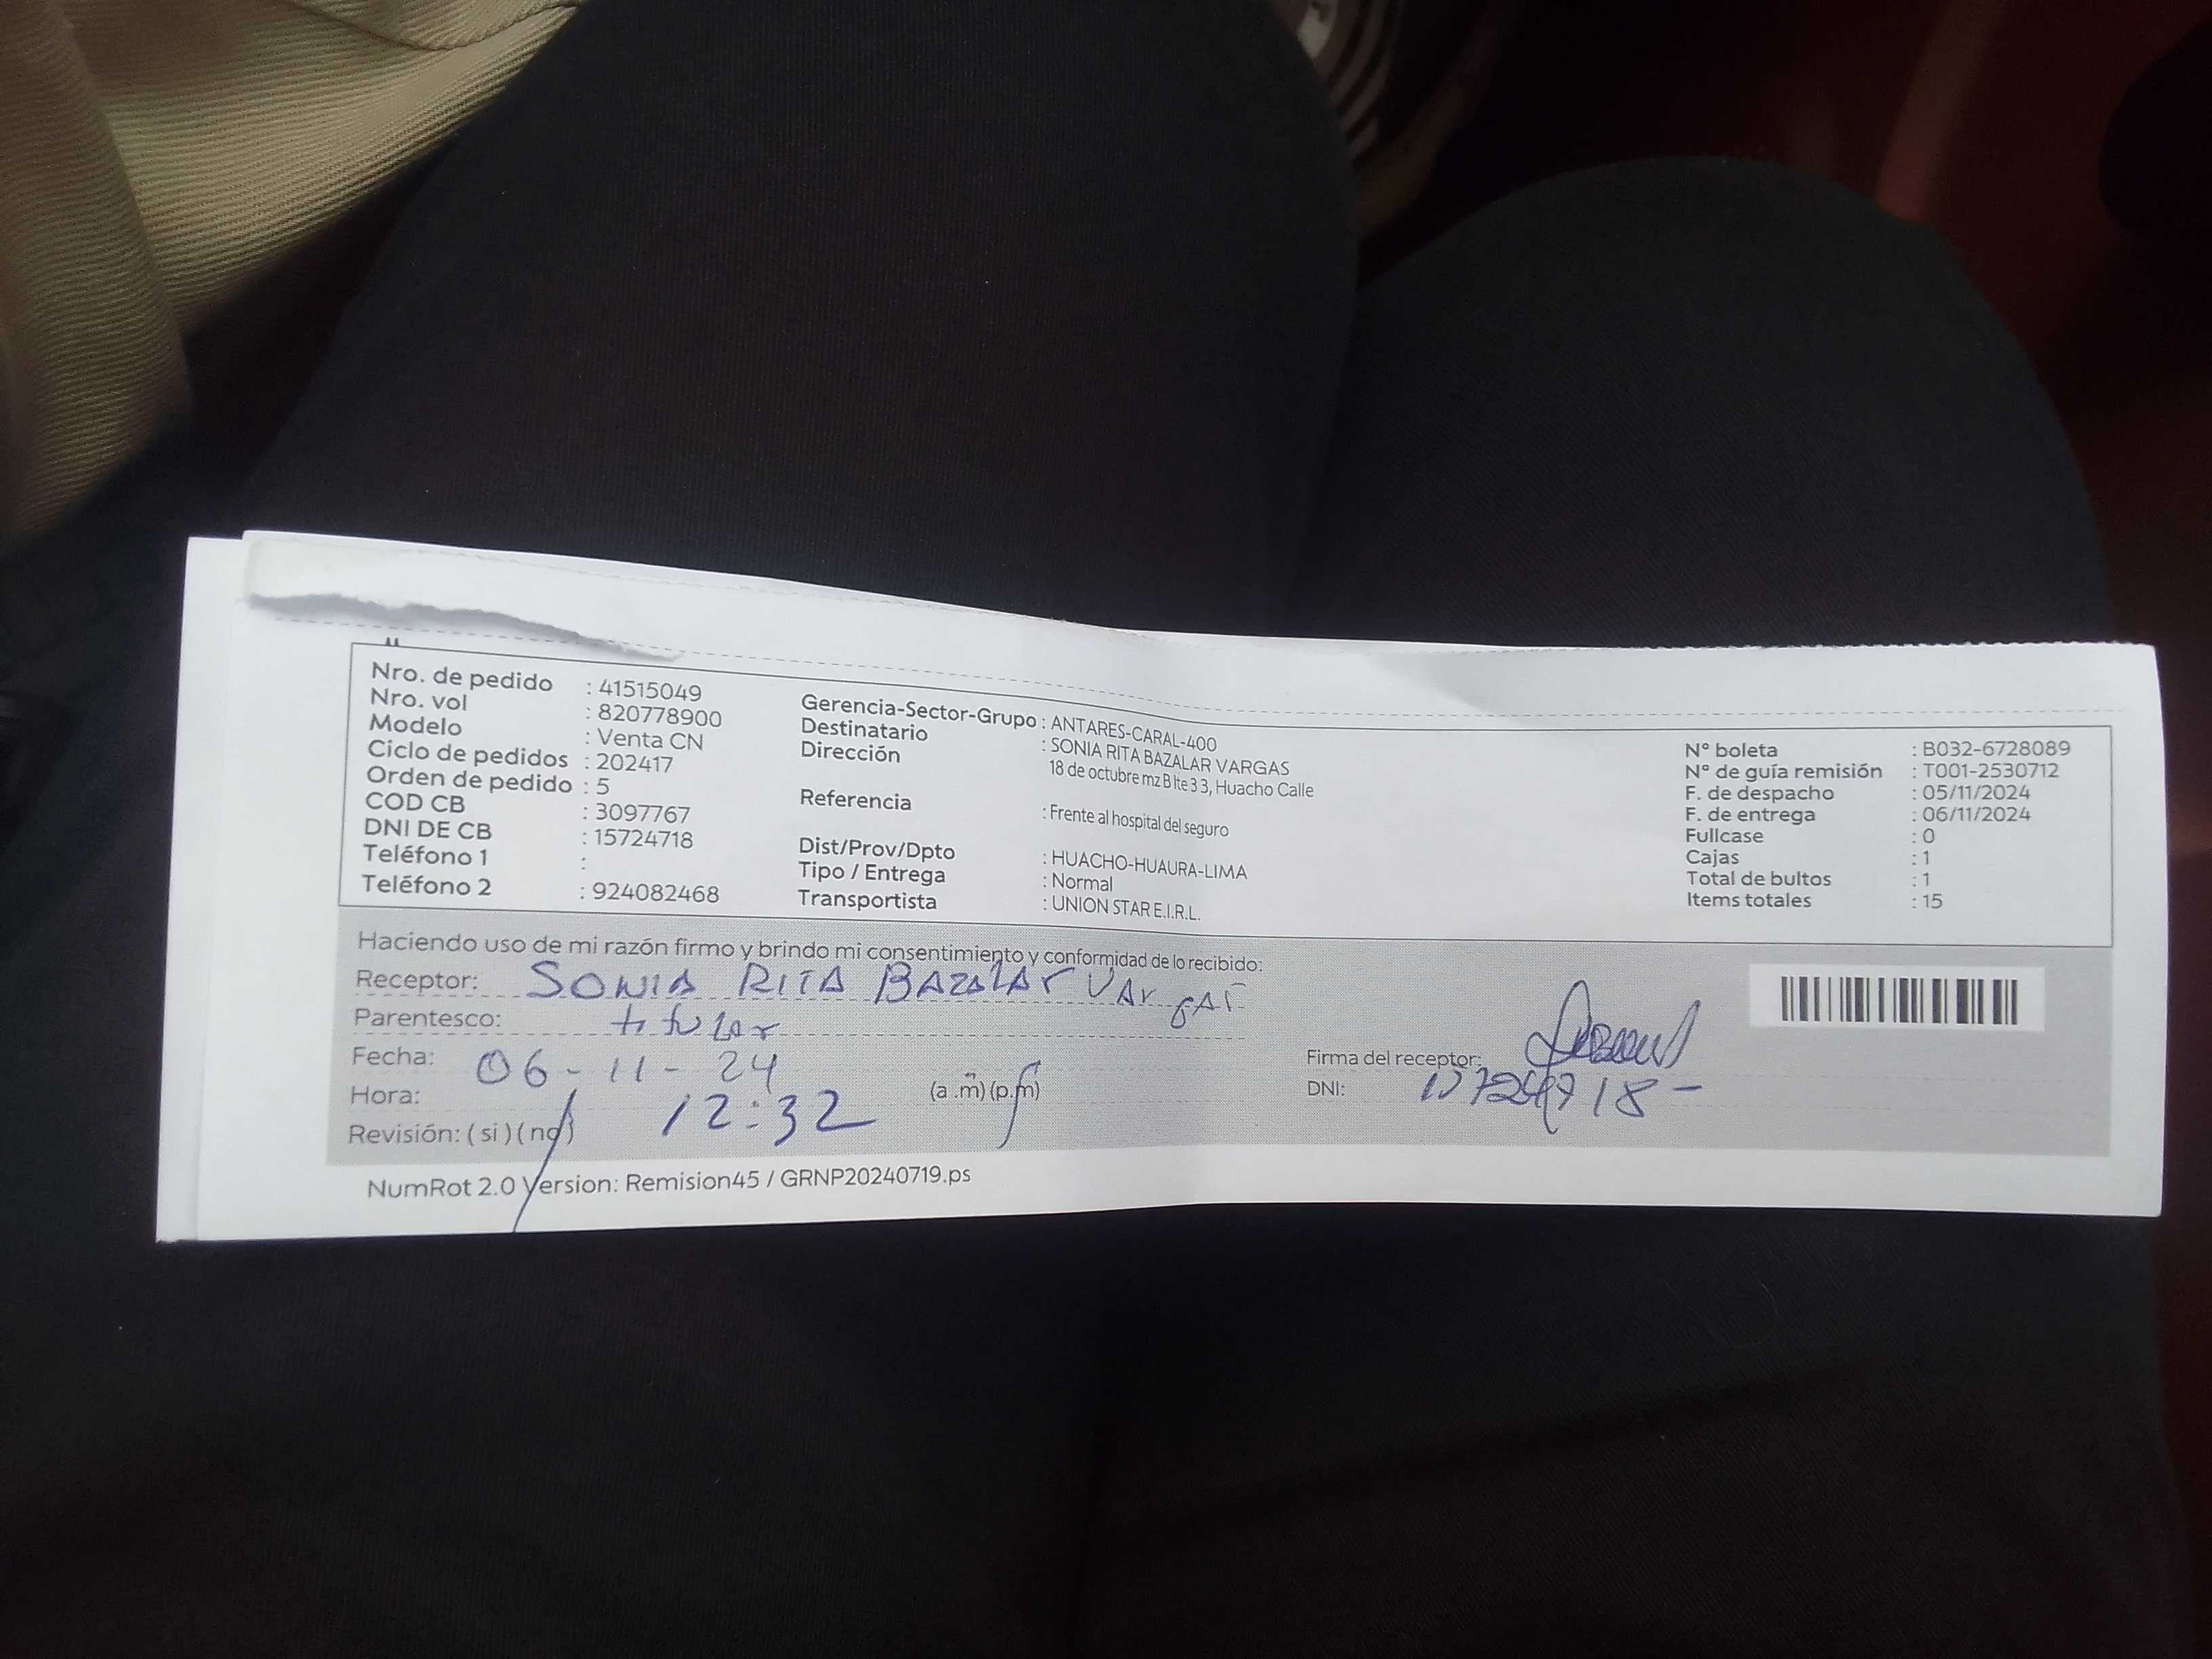 Nro. de pedido : 41515049
Nro. vol : 820778900
Modelo : Venta CN
Ciclo de pedidos : 202417
Orden de pedido : 5
COD CB : 3097767
DNI DE CB : 15724718
Teléfono 1 :
Teléfono 2 : 924082468
Gerencia-Sector-Grupo : ANTARES-CARAL-400
Destinatario : SONIA RITA BAZALAR VARGAS
Dirección 18 de octubre mz B lte 3 3, Huacho Calle
Referencia : Frente al hospital del seguro
Dist/Prov/Dpto : HUACHO-HUAURA-LIMA
Tipo / Entrega : Normal
Transportista : UNION STAR E.I.R.L.
N° boleta : B032-6728089
N° de guía remisión : T001-2530712
F. de despacho : 05/11/2024
F. de entrega : 06/11/2024
Fullcase : 0
Cajas : 1
Total de bultos : 1
Items totales : 15
Haciendo uso de mi razón firmo y brindo mi consentimiento y conformidad de lo recibido:
Receptor: SONIA RITA BAZALAR VARGAS
Parentesco: titular
Fecha: 06-11-24
Hora: 12:32 (a.m) (p.m)
Revisión: (si) (no)
Firma del receptor:
DNI: 15724718-
NumRot 2.0 Version: Remision45 / GRNP20240719.ps